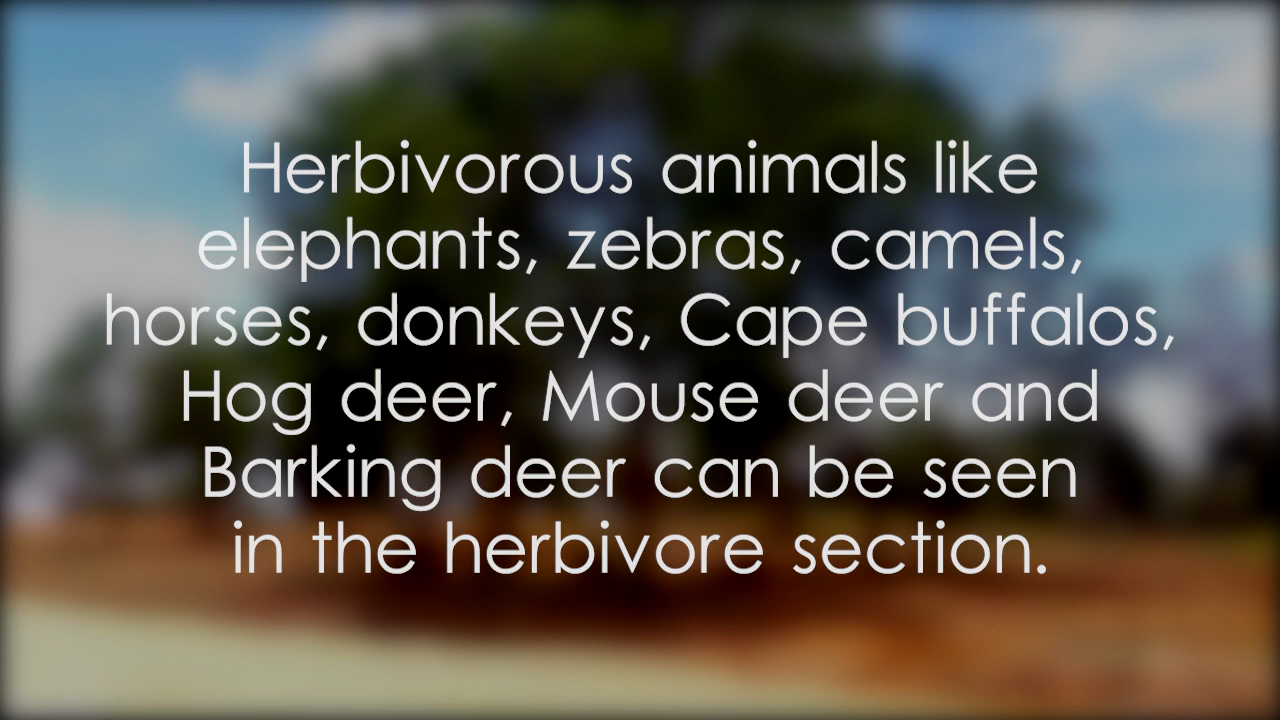 Herbivorous animals like
elephants, zebras, camels,
horses, donkeys, Cape buffalos,
Hog deer, Mouse deer and
Barking deer can be seen
in the herbivore section.